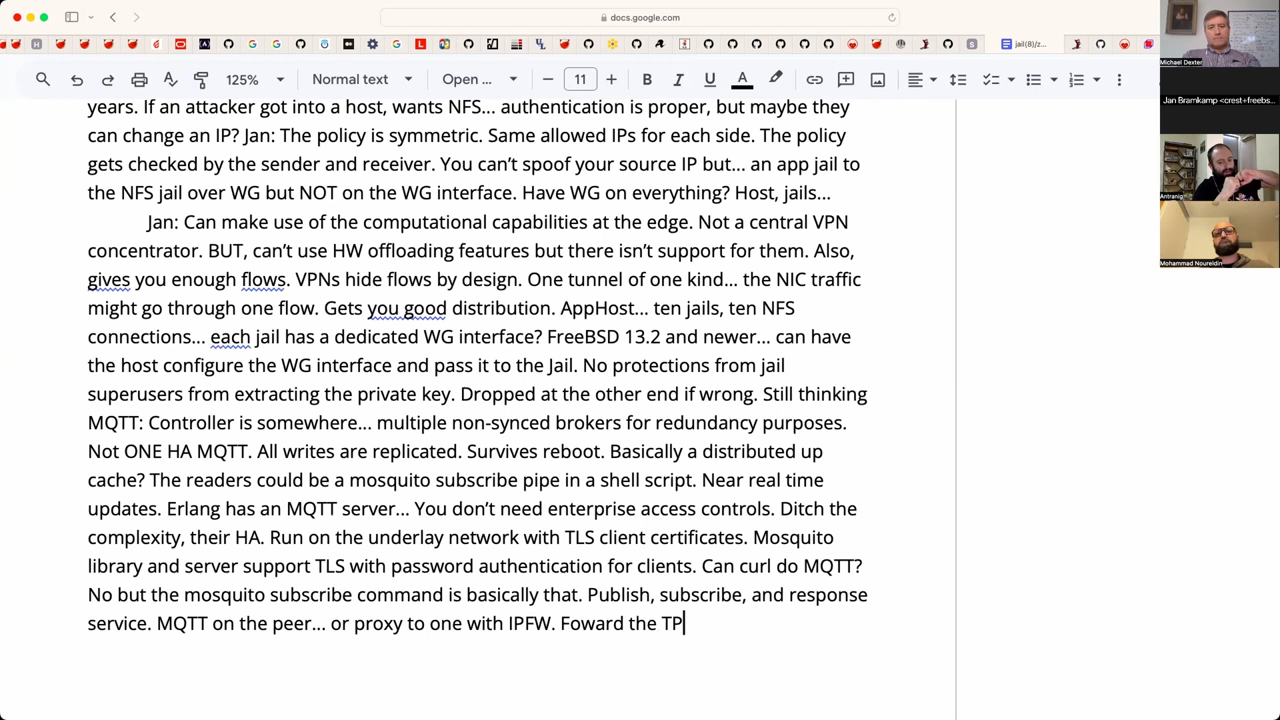 docs.google.com
jail(8)/z...
125%
Normal text
Open ...
11
years. If an attacker got into a host, wants NFS... authentication is proper, but maybe they
can change an IP? Jan: The policy is symmetric. Same allowed IPs for each side. The policy
gets checked by the sender and receiver. You can't spoof your source IP but... an app jail to
the NFS jail over WG but NOT on the WG interface. Have WG on everything? Host, jails...
Jan: Can make use of the computational capabilities at the edge. Not a central VPN
concentrator. BUT, can't use HW offloading features but there isn't support for them. Also,
gives you enough flows. VPNs hide flows by design. One tunnel of one kind... the NIC traffic
might go through one flow. Gets you good distribution. AppHost... ten jails, ten NFS
connections... each jail has a dedicated WG interface? FreeBSD 13.2 and newer... can have
the host configure the WG interface and pass it to the Jail. No protections from jail
superusers from extracting the private key. Dropped at the other end if wrong. Still thinking
MQTT: Controller is somewhere... multiple non-synced brokers for redundancy purposes.
Not ONE HA MQTT. All writes are replicated. Survives reboot. Basically a distributed up
cache? The readers could be a mosquito subscribe pipe in a shell script. Near real time
updates. Erlang has an MQTT server... You don't need enterprise access controls. Ditch the
complexity, their HA. Run on the underlay network with TLS client certificates. Mosquito
library and server support TLS with password authentication for clients. Can curl do MQTT?
No but the mosquito subscribe command is basically that. Publish, subscribe, and response
service. MQTT on the peer... or proxy to one with IPFW. Foward the TP
Michael Dexter
Jan Bramkamp <crest+freebs...
Antranig
Mohammad Noureldin